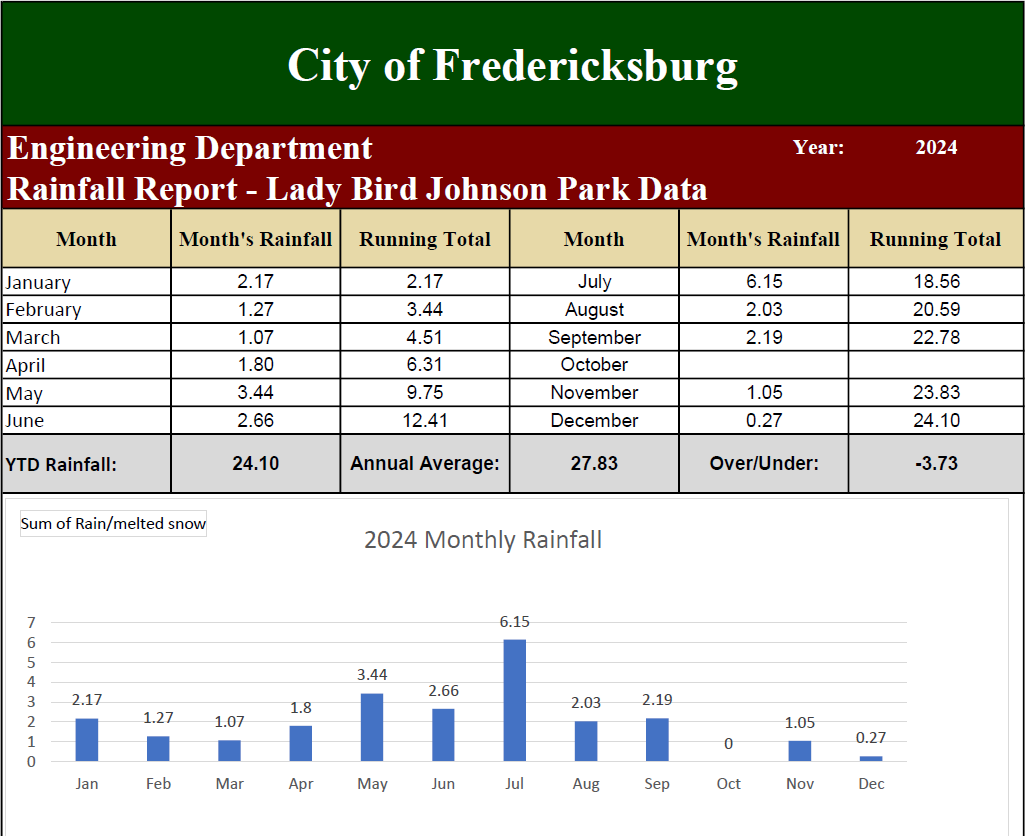 City of Fredericksburg
Engineering Department Year: 2024
Rainfall Report - Lady Bird Johnson Park Data
Month Month's Rainfall Running Total Month Month's Rainfall Running Total
January 2.17 2.17 July 6.15 18.56
February 1.27 3.44 August 2.03 20.59
March 1.07 4.51 September 2.19 22.78
April 1.80 6.31 October
May 3.44 9.75 November 1.05 23.83
June 2.66 12.41 December 0.27 24.10
YTD Rainfall: 24.10 Annual Average: 27.83 Over/Under: -3.73
Sum of Rain/melted snow
2024 Monthly Rainfall
7
6
5
4
3
2
1
0
2.17 1.27 1.07 1.8 3.44 2.66 6.15 2.03 2.19 0 1.05 0.27
Jan Feb Mar Apr May Jun Jul Aug Sep Oct Nov Dec